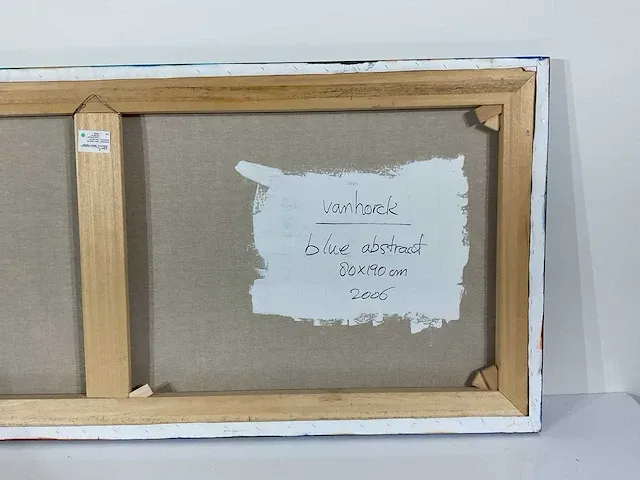 vanhorck
blue abstract
80x190 cm
2006